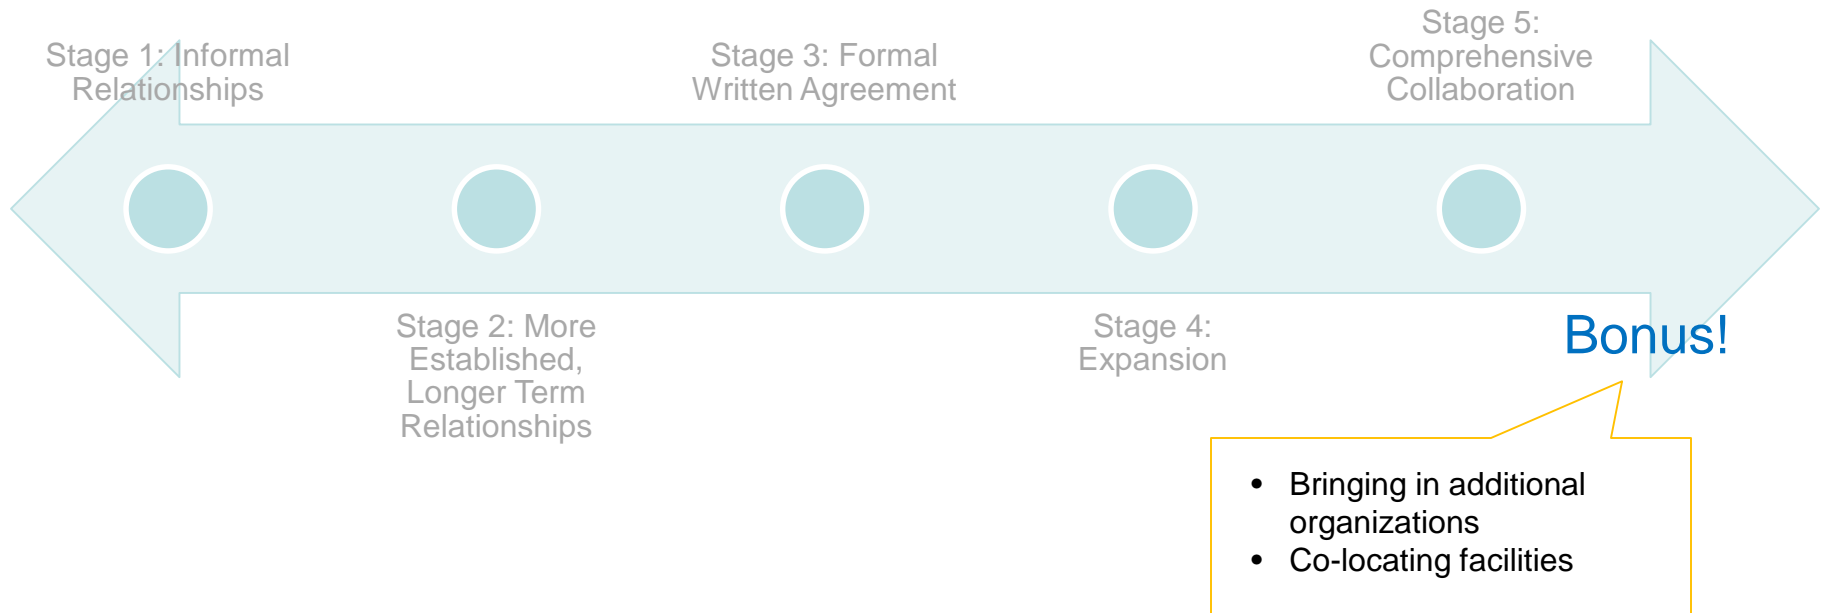 Stage 1: Informal
Relationships
Stage 2: More
Established,
Longer Term
Relationships
Stage 3: Formal
Written Agreement
Stage 4:
Expansion
Stage 5:
Comprehensive
Collaboration
Bonus!
• Bringing in additional
organizations
• Co-locating facilities